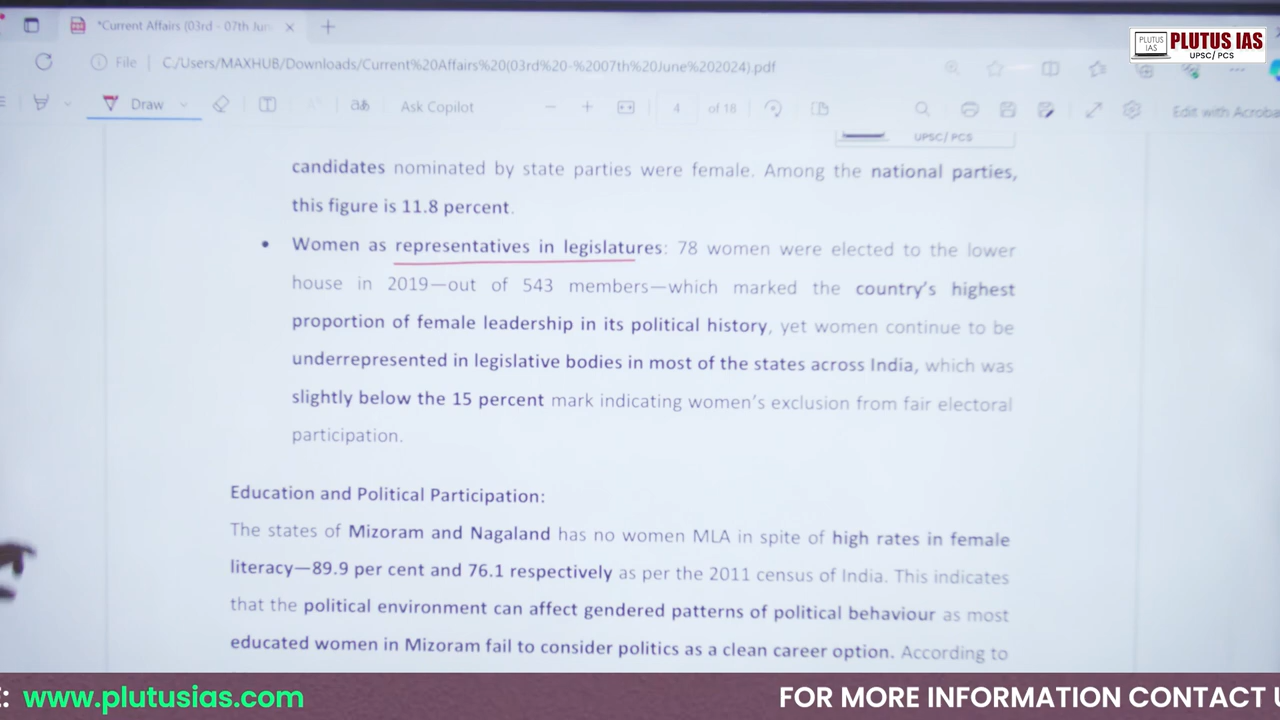 *Current Affairs (03rd - 07th Jun
PLUTUS IAS
PLUTUS IAS
UPSC/ PCS
File | C:/Users/MAXHUB/Downloads/Current%20
Draw
Ask Copilot
4 of 18
Edit with Acroba
UPSC/ PCS
candidates nominated by state parties were female. Among the national parties,
this figure is 11.8 percent.
• Women as representatives in legislatures: 78 women were elected to the lower
house in 2019—out of 543 members—which marked the country's highest
proportion of female leadership in its political history, yet women continue to be
underrepresented in legislative bodies in most of the states across India, which was
slightly below the 15 percent mark indicating women's exclusion from fair electoral
participation.
Education and Political Participation:
The states of Mizoram and Nagaland has no women MLA in spite of high rates in female
literacy—89.9 per cent and 76.1 respectively as per the 2011 census of India. This indicates
that the political environment can affect gendered patterns of political behaviour as most
educated women in Mizoram fail to consider politics as a clean career option. According to
E: www.plutusias.com
FOR MORE INFORMATION CONTACT U